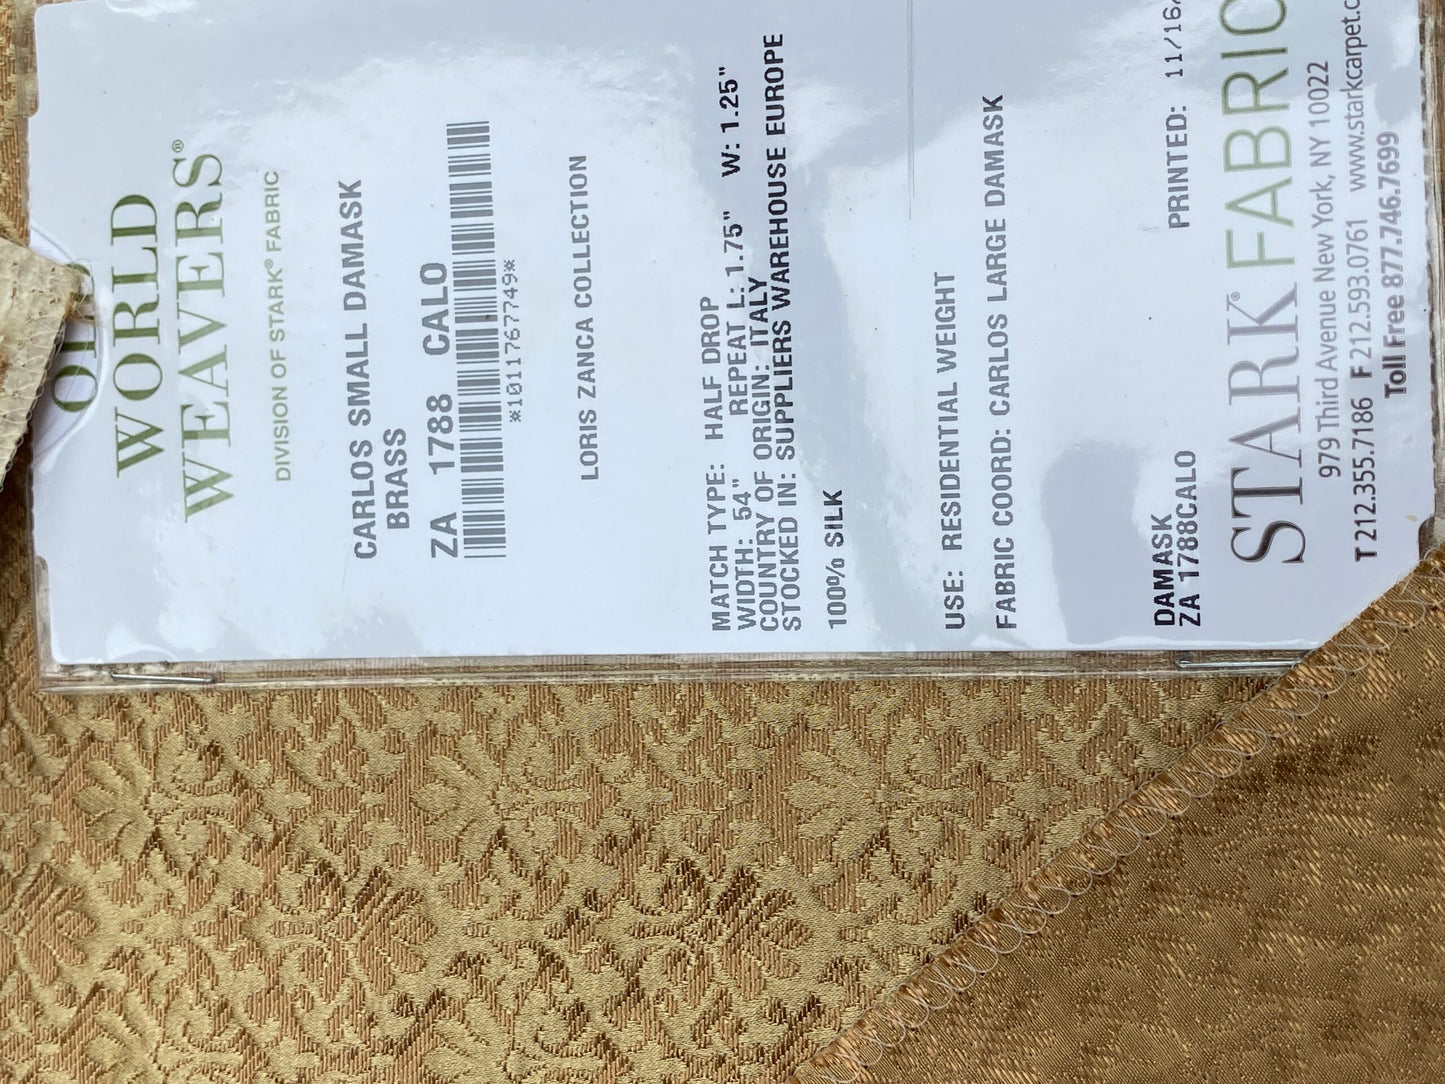 OLD
WORLD
WEAVERS®
DIVISION OF STARK® FABRIC
CARLOS SMALL DAMASK
BRASS
ZA 1788 CALO
*1011767749*
LORIS ZANCA COLLECTION
MATCH TYPE: HALF DROP
WIDTH: 54" REPEAT L: 1.75" W: 1.25"
COUNTRY OF ORIGIN: ITALY
STOCKED IN: SUPPLIERS WAREHOUSE EUROPE
100% SILK
USE: RESIDENTIAL WEIGHT
FABRIC COORD: CARLOS LARGE DAMASK
DAMASK PRINTED: 11/16/
ZA 1788CALO
STARK® FABRIC
979 Third Avenue New York, NY 10022
T 212.355.7186 F 212.593.0761 www.starkcarpet.c
Toll Free 877.746.7699